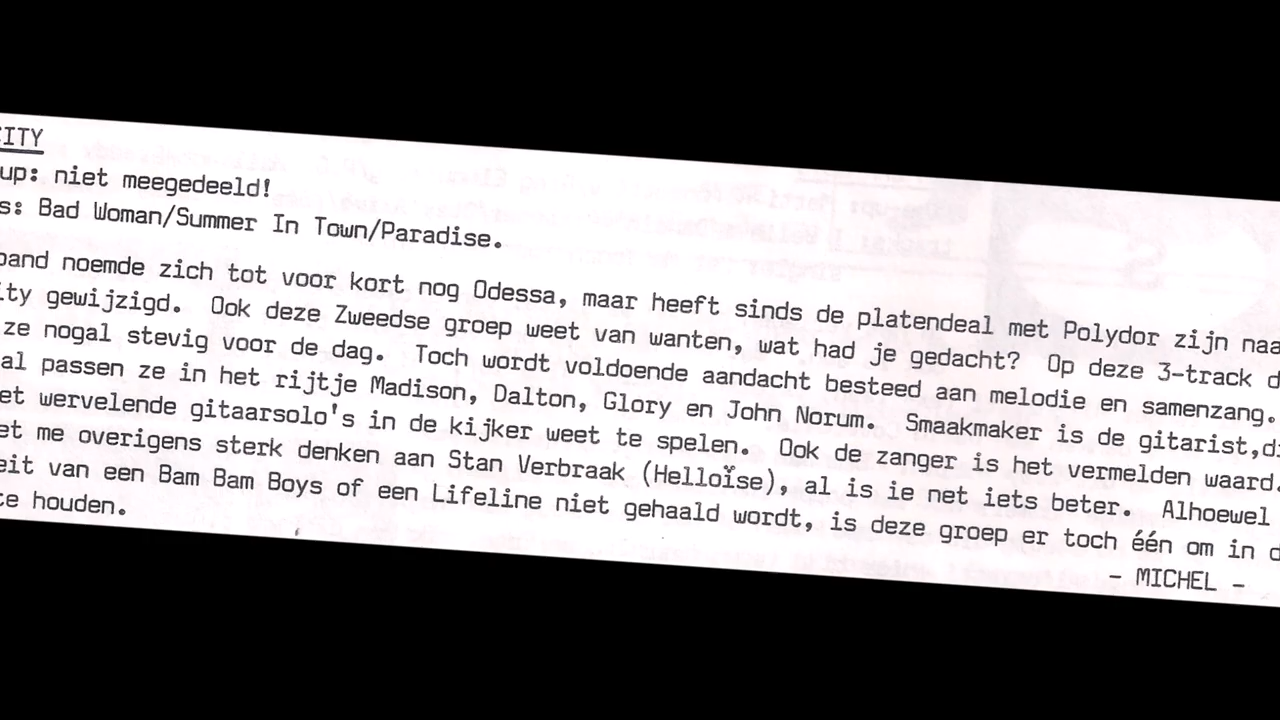 CITY
up: niet meegedeeld!
s: Bad Woman/Summer In Town/Paradise.
band noemde zich tot voor kort nog Odessa, maar heeft sinds de platendeal met Polydor zijn naa
ity gewijzigd. Ook deze Zweedse groep weet van wanten, wat had je gedacht? Op deze 3-track d
ze nogal stevig voor de dag. Toch wordt voldoende aandacht besteed aan melodie en samenzang.
al passen ze in het rijtje Madison, Dalton, Glory en John Norum. Smaakmaker is de gitarist,di
et wervelende gitaarsolo's in de kijker weet te spelen. Ook de zanger is het vermelden waard.
et me overigens sterk denken aan Stan Verbraak (Helloïse), al is ie net iets beter. Alhoewel
eit van een Bam Bam Boys of een Lifeline niet gehaald wordt, is deze groep er toch één om in d
te houden.
- MICHEL -